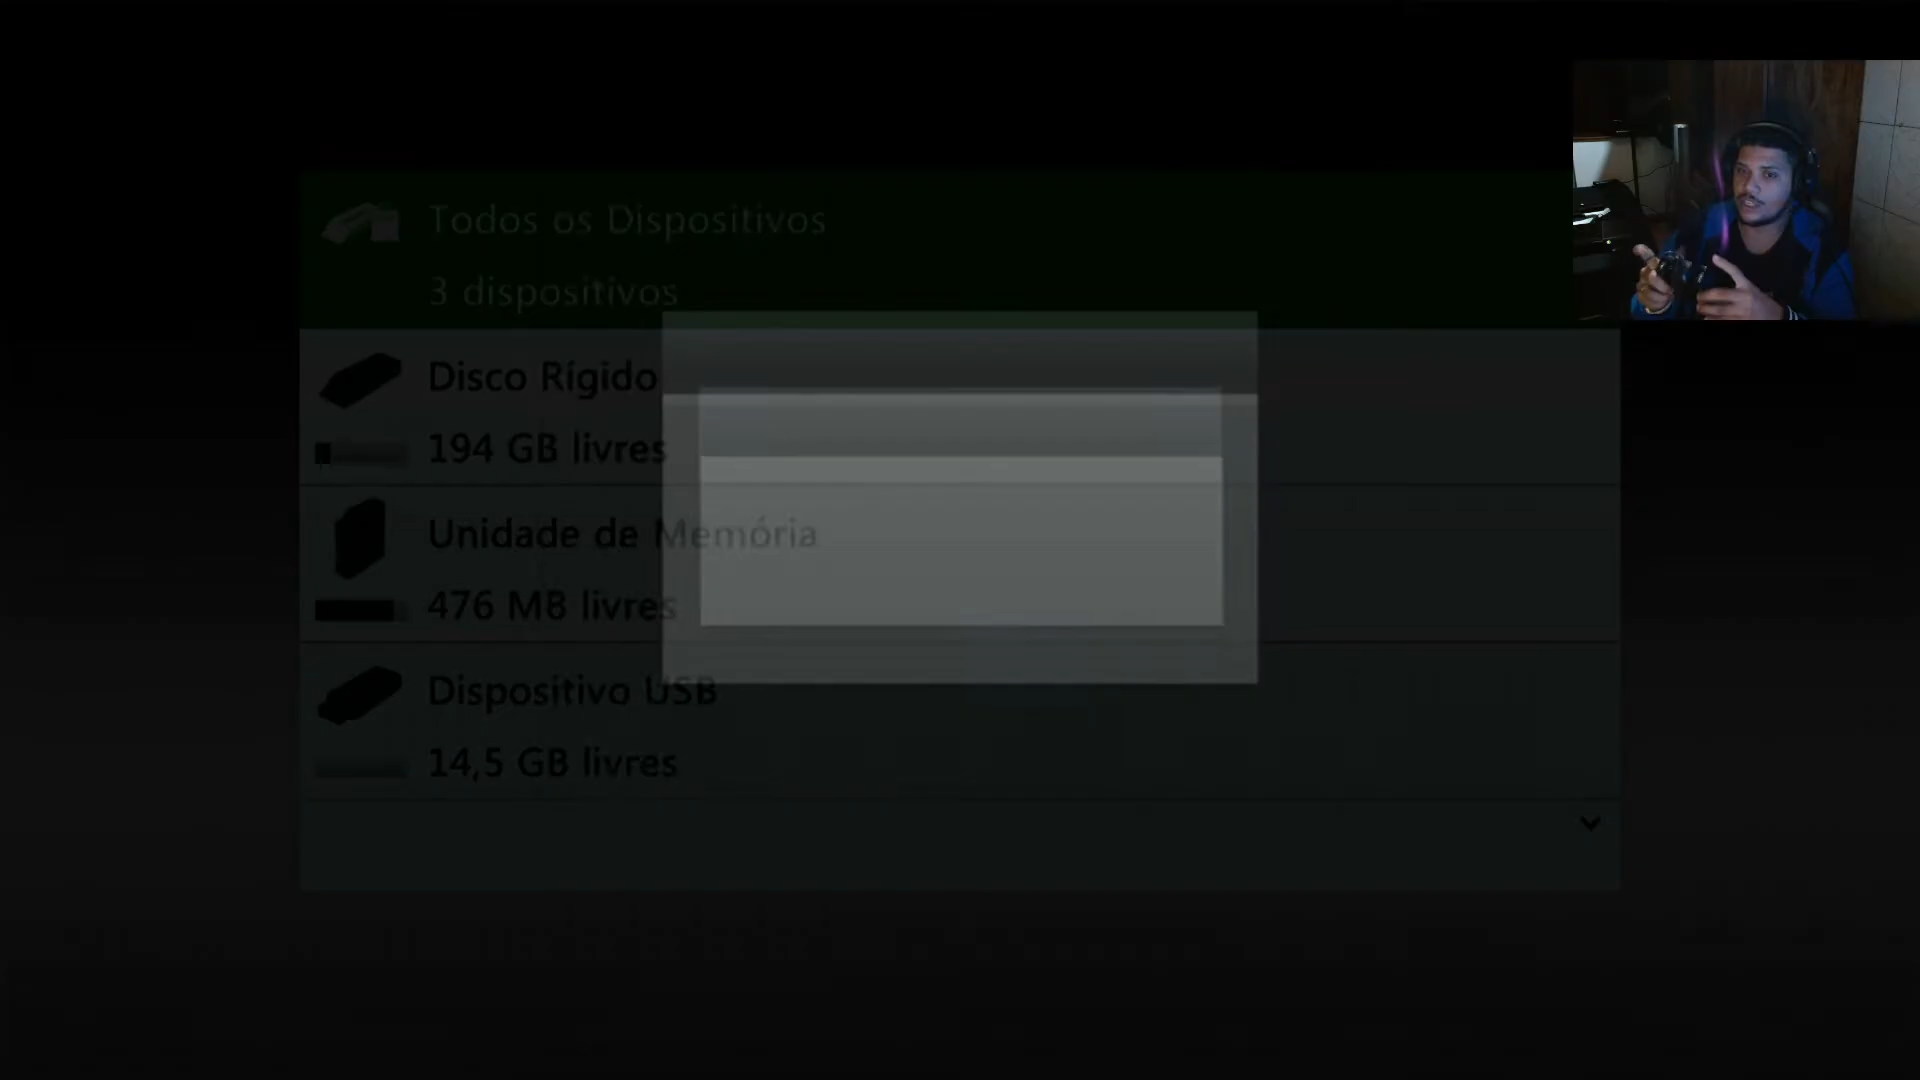 Todos os Dispositivos
3 dispositivos
Disco Rígido
194 GB livres
Unidade de Memória
476 MB livres
Dispositivo USB
14,5 GB livres